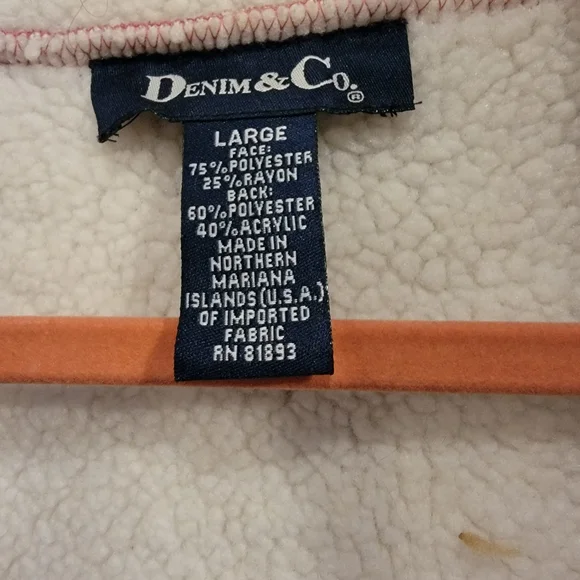 DENIM & CO.®
LARGE
FACE:
75%POLYESTER
25%RAYON
BACK:
60%POLYESTER
40%ACRYLIC
MADE IN
NORTHERN
MARIANA
ISLANDS(U.S.A.)
OF IMPORTED
FABRIC
RN 81893